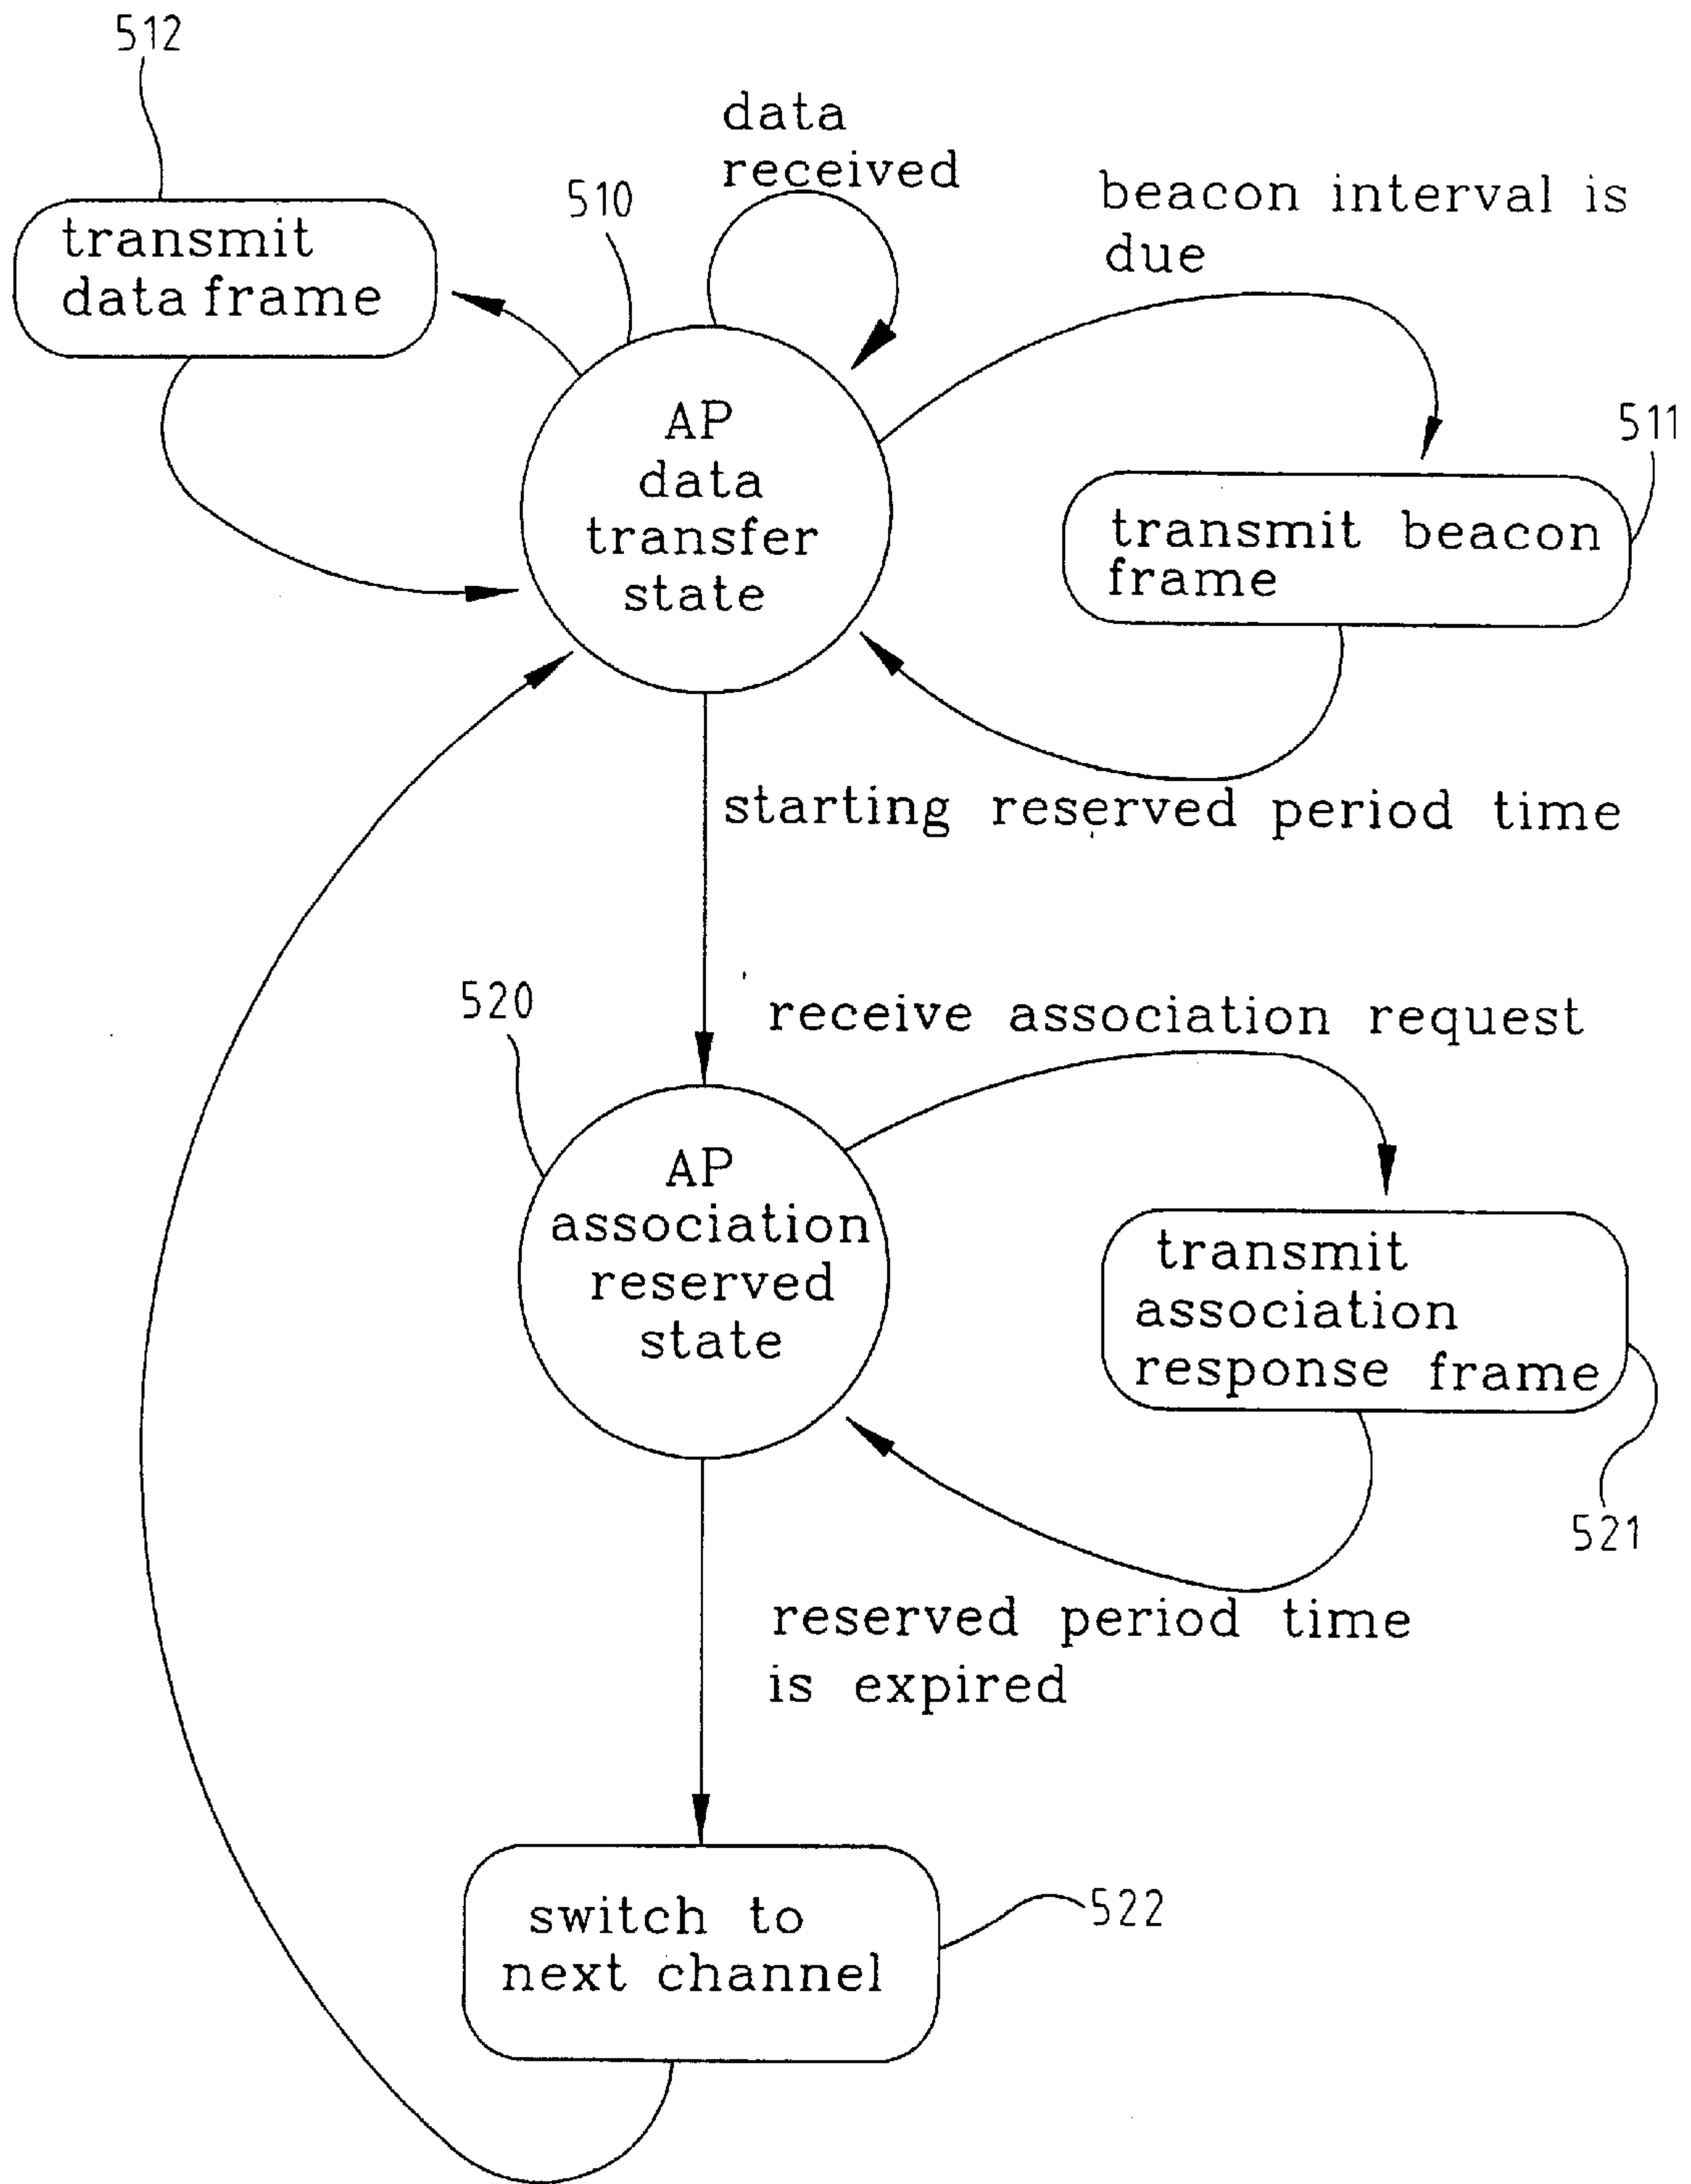 512
data
received
510
beacon interval is
due
transmit
data frame
511
AP
data
transfer
state
transmit beacon
frame
starting reserved period time
520
receive association request
AP
association
reserved
state
transmit
association
response frame
521
reserved period time
is expired
switch to
next channel
522